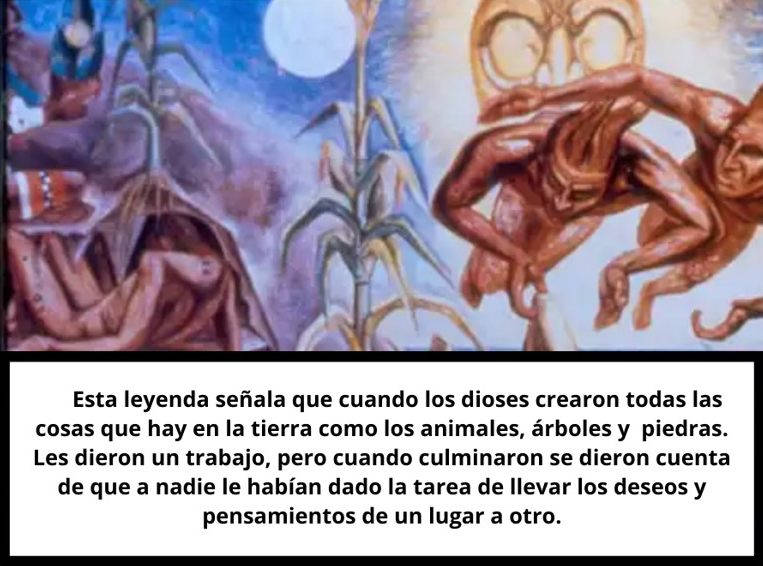 Esta leyenda señala que cuando los dioses crearon todas las
cosas que hay en la tierra como los animales, árboles y  piedras.
Les dieron un trabajo, pero cuando culminaron se dieron cuenta
de que a nadie le habían dado la tarea de llevar los deseos y
pensamientos de un lugar a otro.